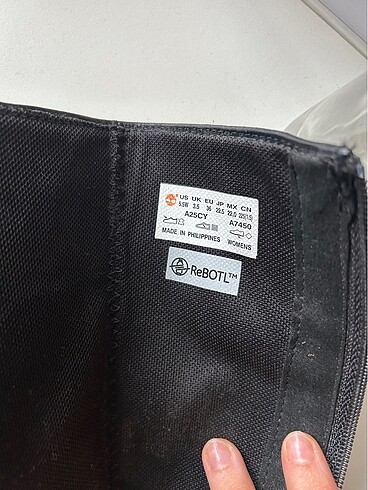 US UK EU JP MX CN
5.5W 3.5 36 22.5 22.0 225(1.5)
A25CY A7450
MADE IN PHILIPPINES WOMENS
ReBOTL™